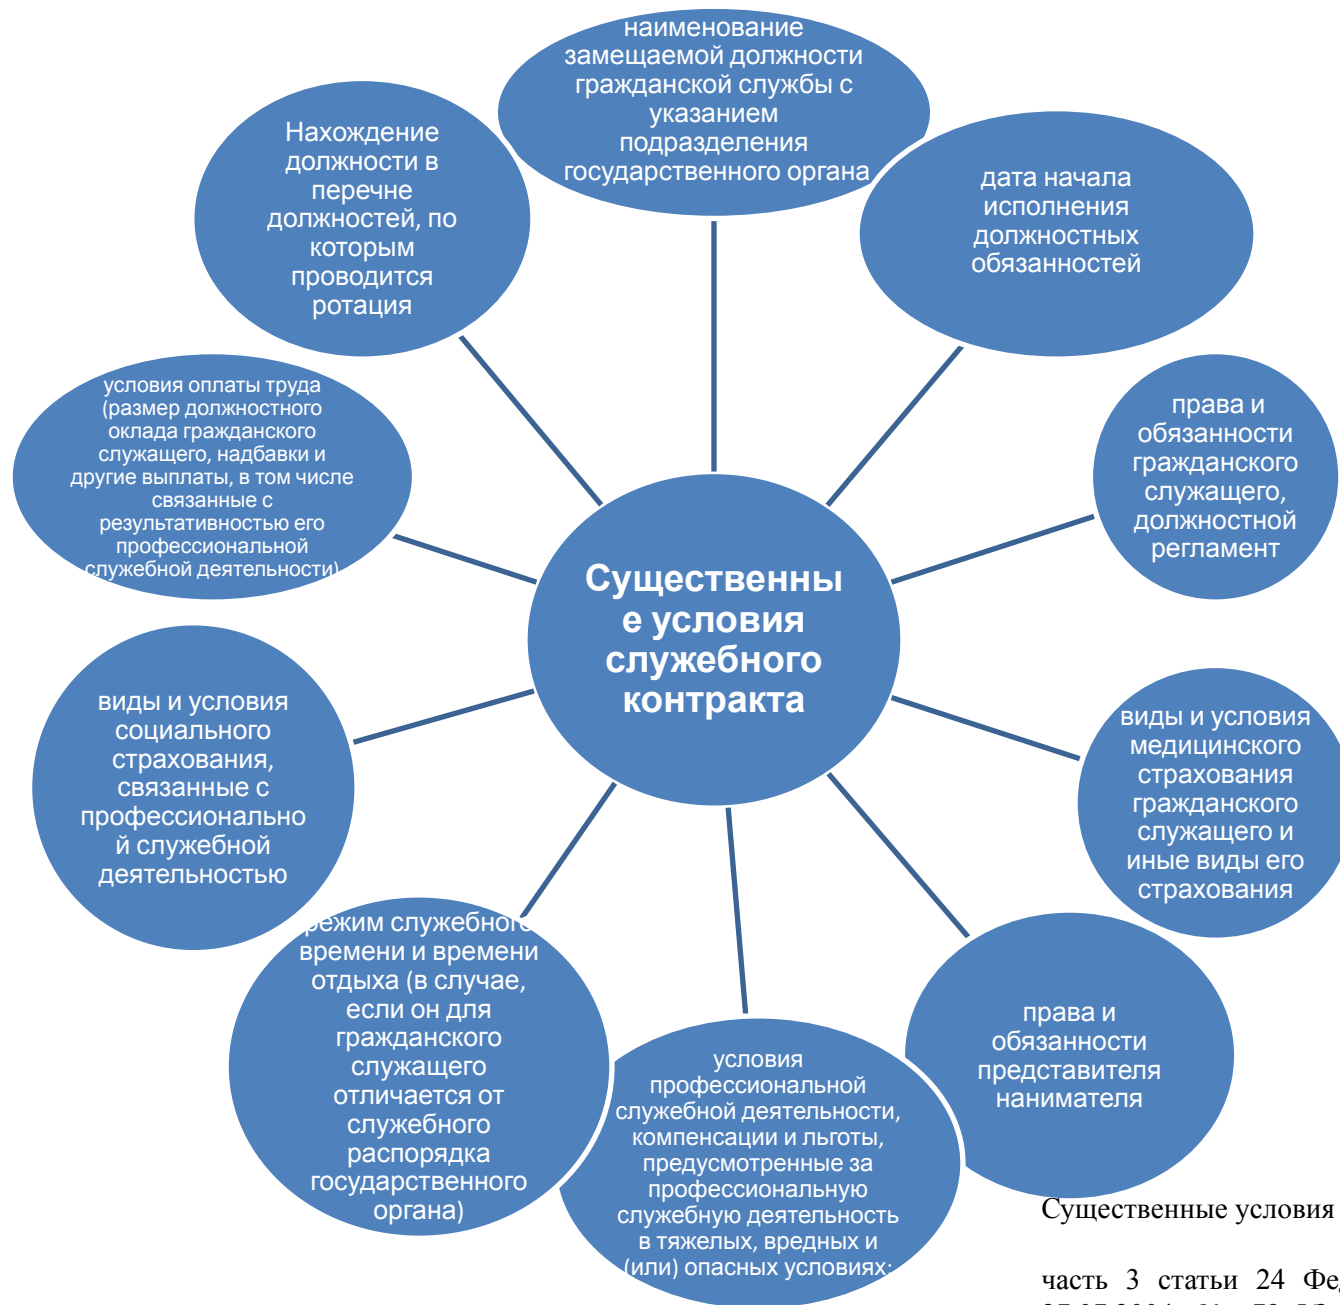 наименование
замещаемой должности
гражданской службы с
указанием
подразделения
государственного органа
дата начала
исполнения
должностных
обязанностей
права и
обязанности
гражданского
служащего,
должностной
регламент
виды и условия
медицинского
страхования
гражданского
служащего и
иные виды его
страхования
права и
обязанности
представителя
нанимателя
условия
профессиональной
служебной деятельности,
компенсации и льготы,
предусмотренные за
профессиональную
служебную деятельность
в тяжелых, вредных и
(или) опасных условиях;
режим служебного
времени и времени
отдыха (в случае,
если он для
гражданского
служащего
отличается от
служебного
распорядка
государственного
органа)
виды и условия
социального
страхования,
связанные с
профессионально
й служебной
деятельностью
условия оплаты труда
(размер должностного
оклада гражданского
служащего, надбавки и
другие выплаты, в том числе
связанные с
результативностью его
профессиональной
служебной деятельности)
Нахождение
должности в
перечне
должностей, по
которым
проводится
ротация
Существенны
е условия
служебного
контракта
Существенные условия
часть 3 статьи 24 Фе